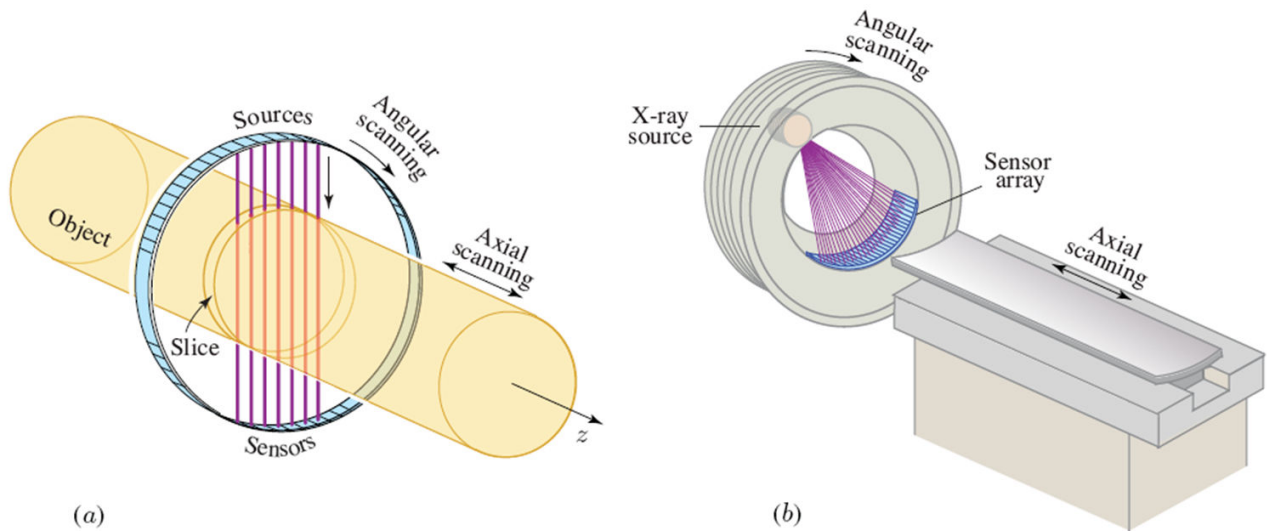 Sources
Angular
scanning
Object
Axial
scanning
Slice
Sensors
z
(a)
Angular
scanning
X-ray
source
Sensor
array
Axial
scanning
(b)